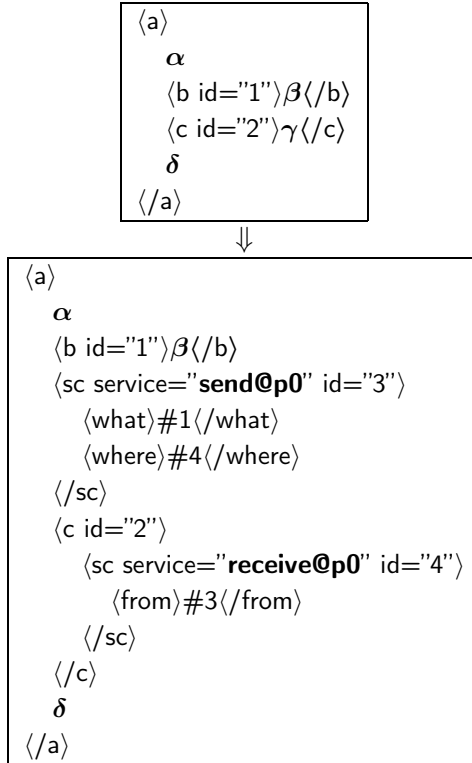 ⟨a⟩
α
⟨b id="1"⟩β⟨/b⟩
⟨c id="2"⟩γ⟨/c⟩
δ
⟨/a⟩
⇓
⟨a⟩
α
⟨b id="1"⟩β⟨/b⟩
⟨sc service="send@p0" id="3"⟩
⟨what⟩#1⟨/what⟩
⟨where⟩#4⟨/where⟩
⟨/sc⟩
⟨c id="2"⟩
⟨sc service="receive@p0" id="4"⟩
⟨from⟩#3⟨/from⟩
⟨/sc⟩
⟨/c⟩
δ
⟨/a⟩